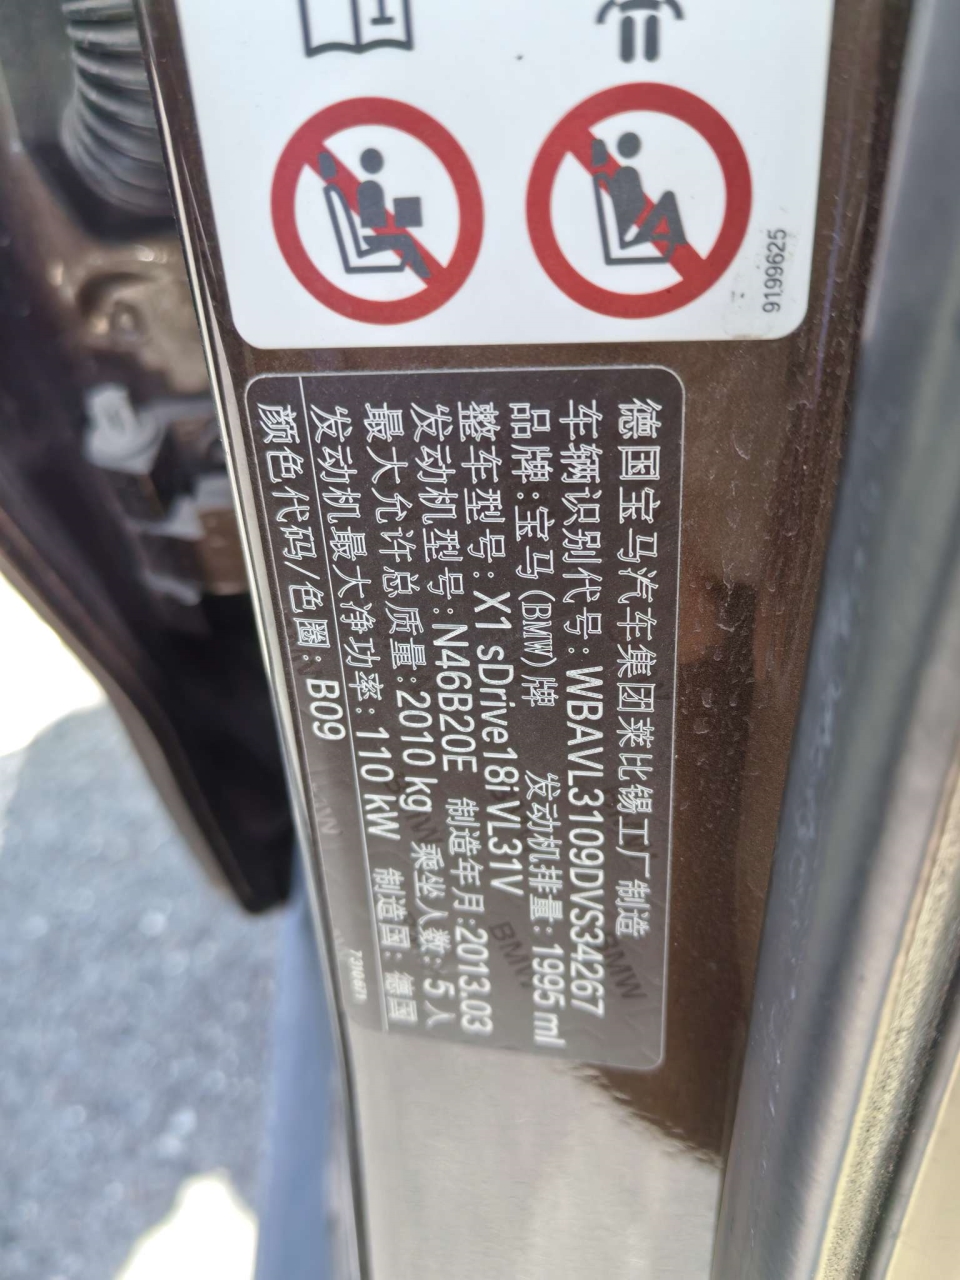 9199625
德国宝马汽车集团莱比锡工厂制造
车辆识别代号：WBAVL3109DVS34267
品牌：宝马(BMW)牌 发动机排量：1995 ml
整车型号：X1 sDrive18i VL31V
发动机型号：N46B20E 制造年月：2013.03
最大允许总质量：2010 kg 乘坐人数：5 人
发动机最大净功率：110 kW 制造国：德国
颜色代码/色圈：B09
BMW
BMW